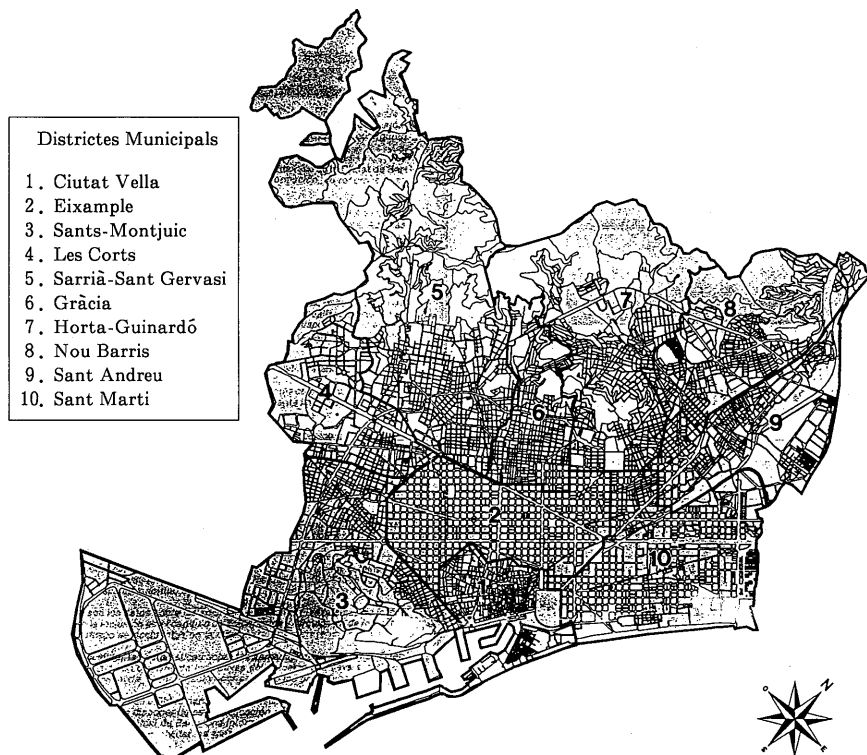 Districtes Municipals
1. Ciutat Vella
2. Eixample
3. Sants-Montjuic
4. Les Corts
5. Sarrià-Sant Gervasi
6. Gràcia
7. Horta-Guinardó
8. Nou Barris
9. Sant Andreu
10. Sant Marti
5
7
8
4
6
9
2
10
3
1
O
N
S
E